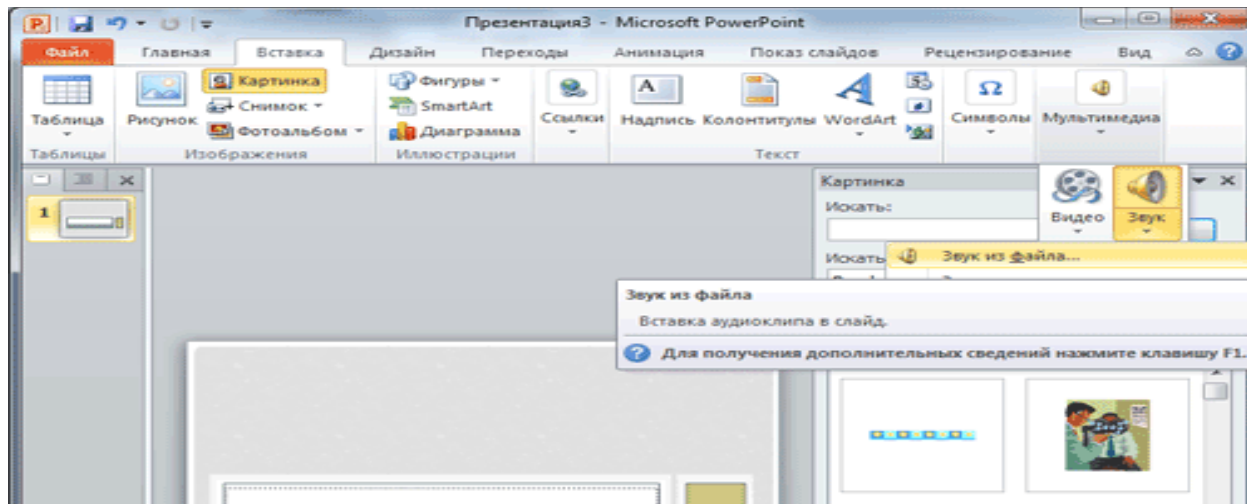 Презентация3 - Microsoft PowerPoint
Файл Главная Вставка Дизайн Переходы Анимация Показ слайдов Рецензирование Вид
Картинка Фигуры
Снимок SmartArt
Таблица Рисунок Фотоальбом Диаграмма Ссылки Надпись Колонтитулы WordArt Символы Мультимедиа
Таблицы Изображения Иллюстрации Текст
1
Картинка
Искать:
Видео Звук
Искать
Звук из файла...
Звук из файла
Вставка аудиоклипа в слайд.
Для получения дополнительных сведений нажмите клавишу F1.